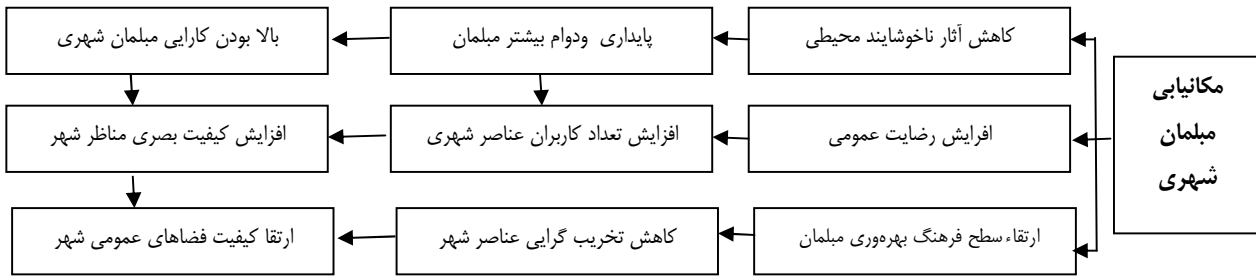 مکانیابی
مبلمان
شهری
کاهش آثار ناخوشایند محیطی
پایداری ودوام بیشتر مبلمان
بالا بودن کارایی مبلمان شهری
افرایش رضایت عمومی
افزایش تعداد کاربران عناصر شهری
افزایش کیفیت بصری مناظر شهر
ارتقاء سطح فرهنگ بهره‌وری مبلمان
کاهش تخریب گرایی عناصر شهر
ارتقا کیفیت فضاهای عمومی شهر